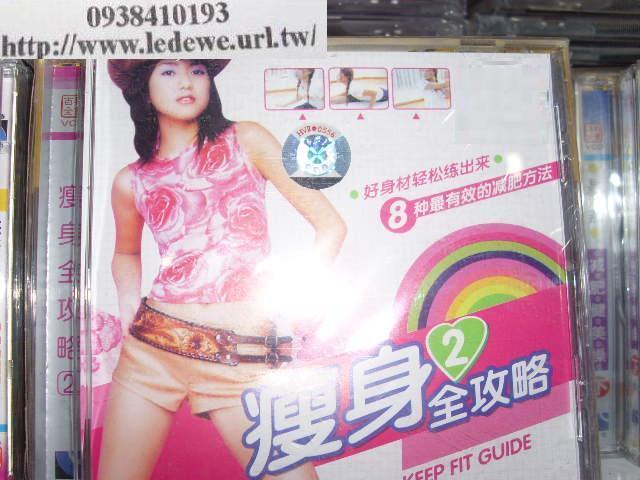 0938410193
http://www.ledewe.url.tw/
HVR●0556
好身材轻松练出来
8种最有效的减肥方法
瘦身2
全攻略
KEEP FIT GUIDE
瘦身全攻略②